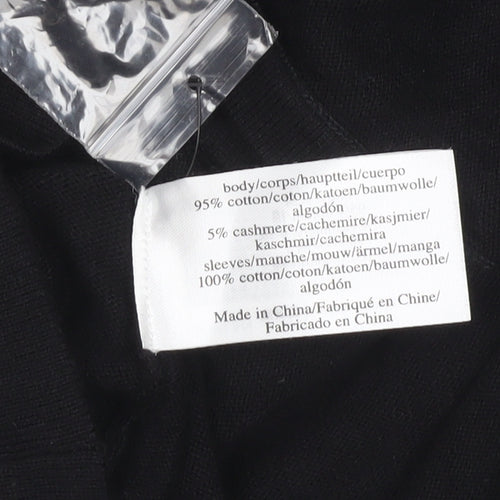 body/corps/hauptteil/cuerpo
95% cotton/coton/katoen/baumwolle/
algodón
5% cashmere/cachemire/kasjmier/
kaschmir/cachemira
sleeves/manche/mouw/ärmel/manga
100% cotton/coton/katoen/baumwolle/
algodón
Made in China/Fabriqué en Chine/
Fabricado en China